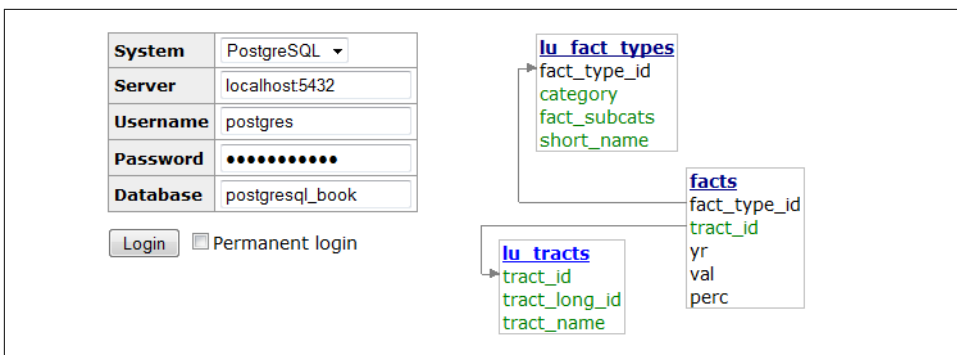 System PostgreSQL
Server localhost:5432
Username postgres
Password •••••••••••
Database postgresql_book
Login Permanent login
lu_fact_types
fact_type_id
category
fact_subcats
short_name
facts
fact_type_id
tract_id
yr
val
perc
lu_tracts
tract_id
tract_long_id
tract_name